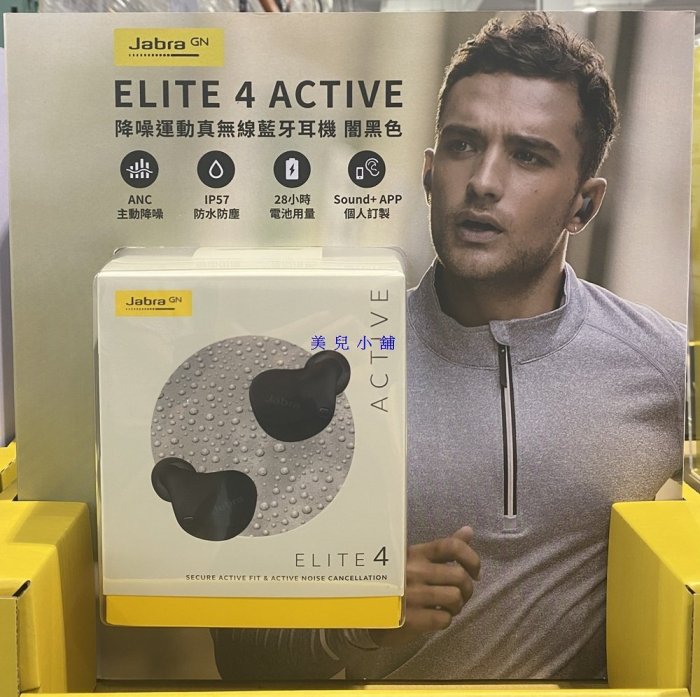 Jabra GN
ELITE 4 ACTIVE
降噪運動真無線藍牙耳機 闇黑色
ANC
主動降噪
IP57
防水防塵
28小時
電池用量
Sound+ APP
個人訂製
Jabra GN
ACTIVE
美兒小舖
Jabra
Jabra
ELITE 4
SECURE ACTIVE FIT & ACTIVE NOISE CANCELLATION